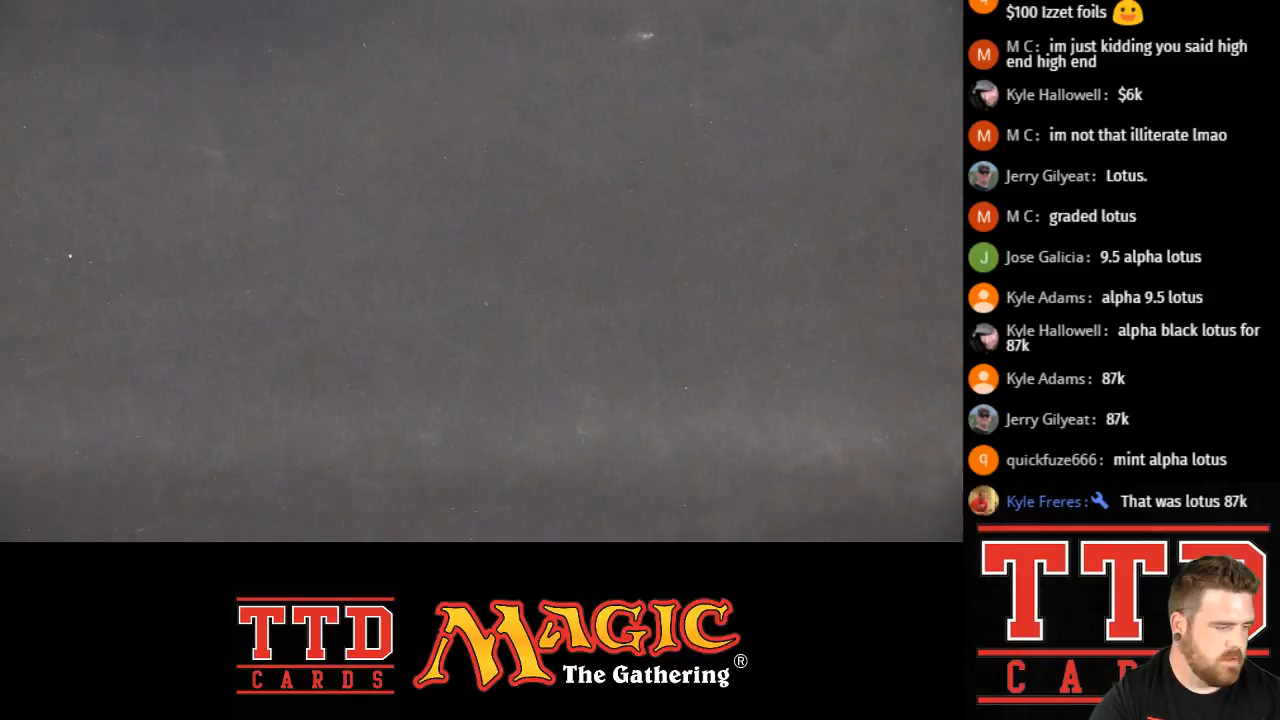 $100 Izzet foils
M C: im just kidding you said high
end high end
Kyle Hallowell: $6k
M
M C: im not that illiterate lmao
M
Jerry Gilyeat: Lotus.
M C: graded lotus
M
Jose Galicia: 9.5 alpha lotus
J
Kyle Adams: alpha 9.5 lotus
Kyle Hallowell: alpha black lotus for
87k
Kyle Adams: 87k
Jerry Gilyeat: 87k
quickfuze666: mint alpha lotus
q
Kyle Freres: That was lotus 87k
TTD
CARDS
MAGIC
The Gathering®
TTD
CA